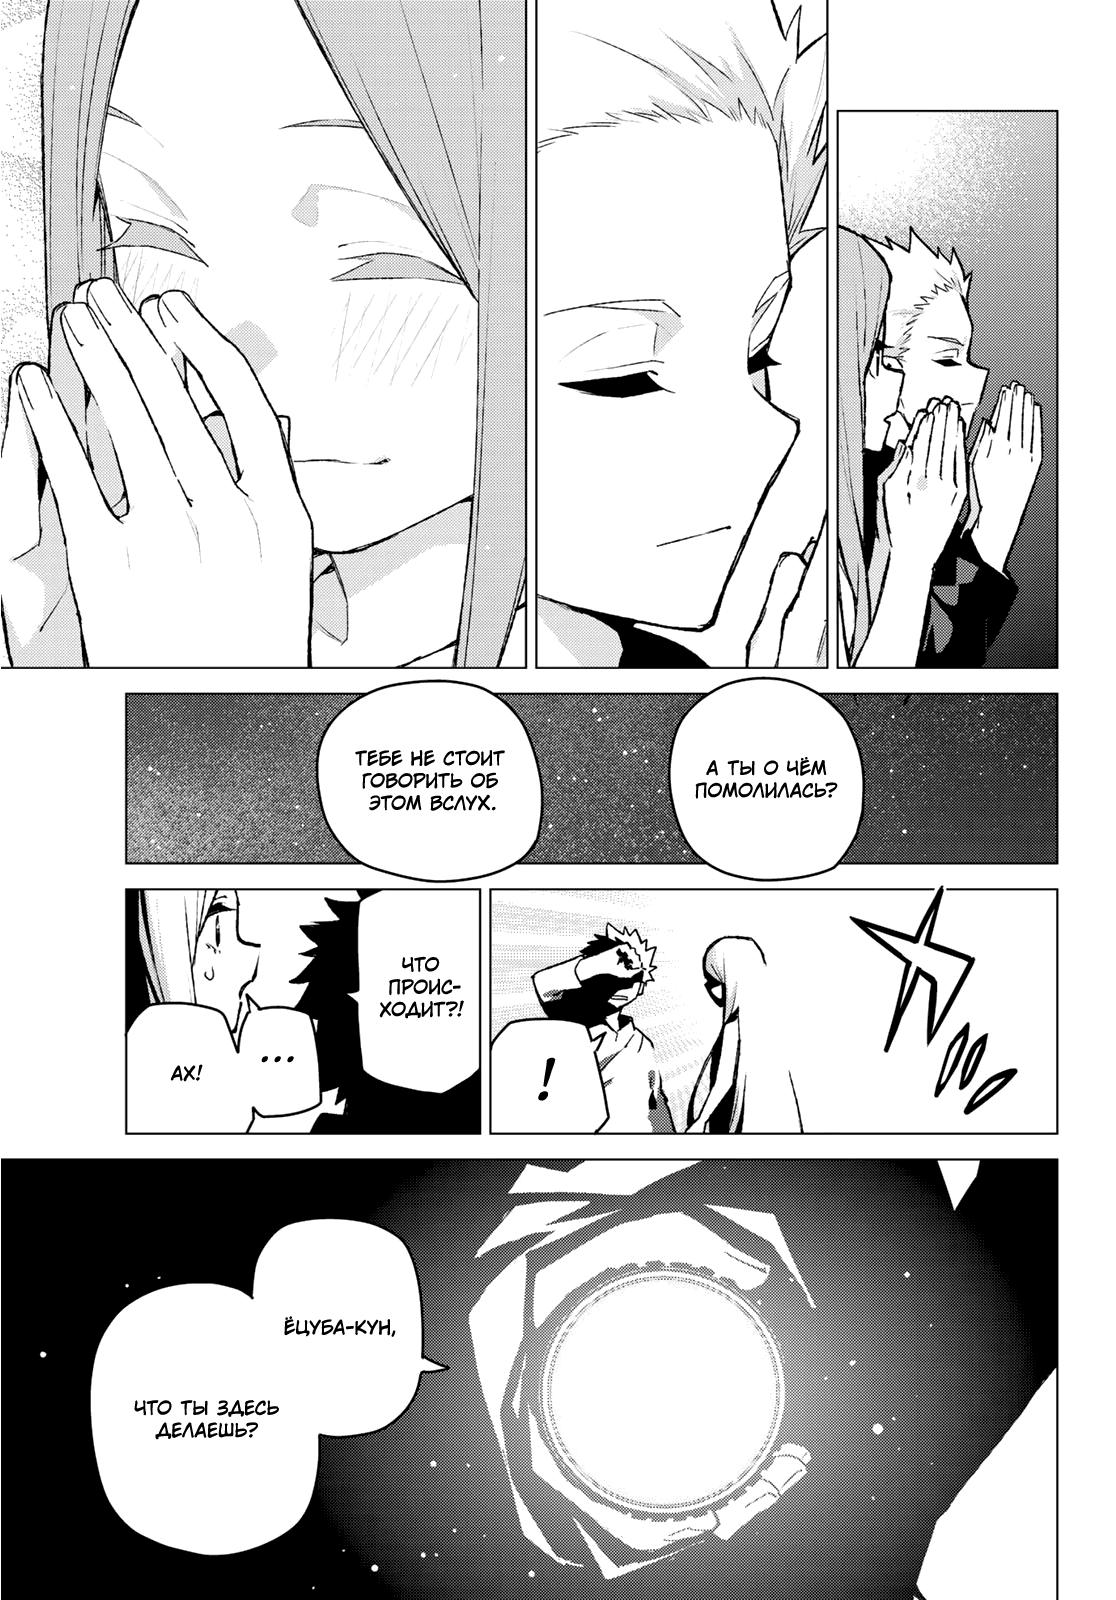 А ТЫ О ЧЁМ
ПОМОЛИЛАСЬ?
ТЕБЕ НЕ СТОИТ
ГОВОРИТЬ ОБ
ЭТОМ ВСЛУХ.
!
ЧТО
ПРОИС-
ХОДИТ?!
...
АХ!
ЁЦУБА-КУН,
ЧТО ТЫ ЗДЕСЬ
ДЕЛАЕШЬ?